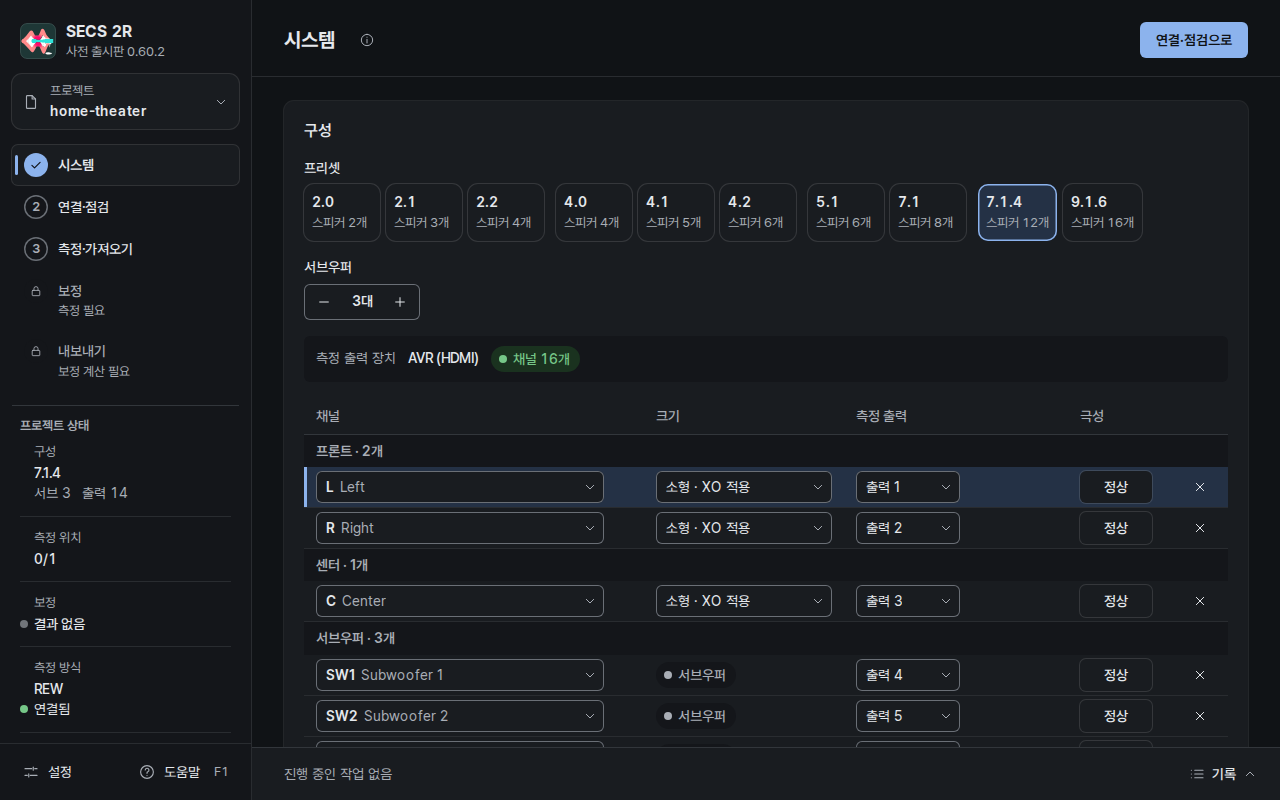 SECS 2R
사전 출시판 0.60.2
프로젝트
home-theater
시스템
2 연결·점검
3 측정·가져오기
보정
측정 필요
내보내기
보정 계산 필요
프로젝트 상태
구성
7.1.4
서브 3 출력 14
측정 위치
0/1
보정
결과 없음
측정 방식
REW
연결됨
설정 도움말 F1
시스템
연결·점검으로
구성
프리셋
2.0 2.1 2.2 4.0 4.1 4.2 5.1 7.1 7.1.4 9.1.6
스피커 2개 스피커 3개 스피커 4개 스피커 4개 스피커 5개 스피커 6개 스피커 6개 스피커 8개 스피커 12개 스피커 16개
서브우퍼
− 3대 +
측정 출력 장치 AVR (HDMI) 채널 16개
채널 크기 측정 출력 극성
프론트 · 2개
L Left 소형 · XO 적용 출력 1 정상
R Right 소형 · XO 적용 출력 2 정상
센터 · 1개
C Center 소형 · XO 적용 출력 3 정상
서브우퍼 · 3개
SW1 Subwoofer 1 서브우퍼 출력 4 정상
SW2 Subwoofer 2 서브우퍼 출력 5 정상
진행 중인 작업 없음 기록